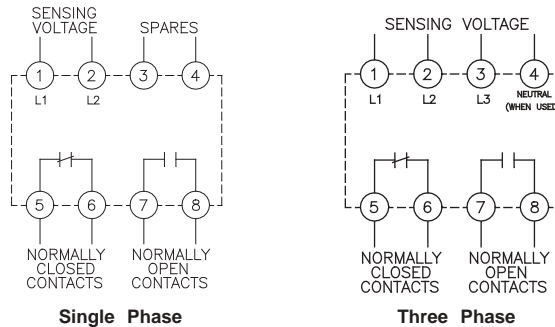 SENSING
VOLTAGE
SPARES
1 2 3 4
L1 L2
5 6 7 8
NORMALLY
CLOSED
CONTACTS
NORMALLY
OPEN
CONTACTS
Single Phase
SENSING VOLTAGE
1 2 3 4
L1 L2 L3
NEUTRAL
(WHEN USED
5 6 7 8
NORMALLY
CLOSED
CONTACTS
NORMALLY
OPEN
CONTACTS
Three Phase